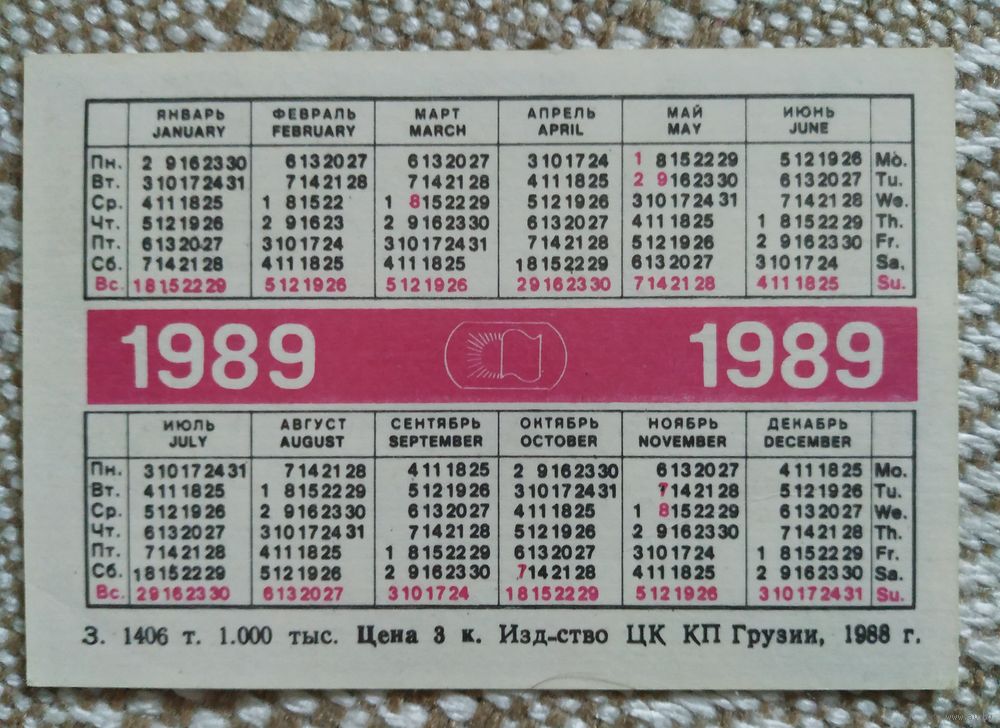 ЯНВАРЬ ФЕВРАЛЬ МАРТ АПРЕЛЬ МАЙ ИЮНЬ
JANUARY FEBRUARY MARCH APRIL MAY JUNE
Пн. 2 9 16 23 30 6 13 20 27 6 13 20 27 3 10 17 24 1 8 15 22 29 5 12 19 26 Mo.
Вт. 3 10 17 24 31 7 14 21 28 7 14 21 28 4 11 18 25 2 9 16 23 30 6 13 20 27 Tu.
Ср. 4 11 18 25 1 8 15 22 1 8 15 22 29 5 12 19 26 3 10 17 24 31 7 14 21 28 We.
Чт. 5 12 19 26 2 9 16 23 2 9 16 23 30 6 13 20 27 4 11 18 25 1 8 15 22 29 Th.
Пт. 6 13 20 27 3 10 17 24 3 10 17 24 31 7 14 21 28 5 12 19 26 2 9 16 23 30 Fr.
Сб. 7 14 21 28 4 11 18 25 4 11 18 25 1 8 15 22 29 6 13 20 27 3 10 17 24 Sa.
Вс. 1 8 15 22 29 5 12 19 26 5 12 19 26 2 9 16 23 30 7 14 21 28 4 11 18 25 Su.
1989 1989
ИЮЛЬ АВГУСТ СЕНТЯБРЬ ОКТЯБРЬ НОЯБРЬ ДЕКАБРЬ
JULY AUGUST SEPTEMBER OCTOBER NOVEMBER DECEMBER
Пн. 3 10 17 24 31 7 14 21 28 4 11 18 25 2 9 16 23 30 6 13 20 27 4 11 18 25 Mo.
Вт. 4 11 18 25 1 8 15 22 29 5 12 19 26 3 10 17 24 31 7 14 21 28 5 12 19 26 Tu.
Ср. 5 12 19 26 2 9 16 23 30 6 13 20 27 4 11 18 25 1 8 15 22 29 6 13 20 27 We.
Чт. 6 13 20 27 3 10 17 24 31 7 14 21 28 5 12 19 26 2 9 16 23 30 7 14 21 28 Th.
Пт. 7 14 21 28 4 11 18 25 1 8 15 22 29 6 13 20 27 3 10 17 24 1 8 15 22 29 Fr.
Сб. 1 8 15 22 29 5 12 19 26 2 9 16 23 30 7 14 21 28 4 11 18 25 2 9 16 23 30 Sa.
Вс. 2 9 16 23 30 6 13 20 27 3 10 17 24 1 8 15 22 29 5 12 19 26 3 10 17 24 31 Su.
З. 1406 т. 1.000 тыс. Цена 3 к. Изд-ство ЦК КП Грузии, 1988 г.